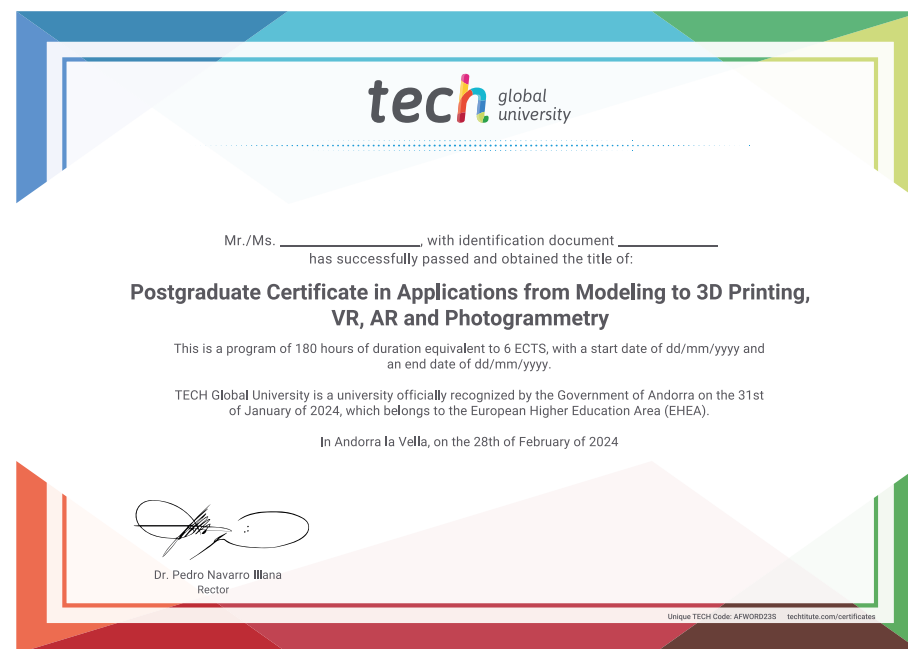 tech global
university
Mr./Ms. ____________, with identification document ____________
has successfully passed and obtained the title of:
Postgraduate Certificate in Applications from Modeling to 3D Printing,
VR, AR and Photogrammetry
This is a program of 180 hours of duration equivalent to 6 ECTS, with a start date of dd/mm/yyyy and
an end date of dd/mm/yyyy.
TECH Global University is a university officially recognized by the Government of Andorra on the 31st
of January of 2024, which belongs to the European Higher Education Area (EHEA).
In Andorra la Vella, on the 28th of February of 2024
Dr. Pedro Navarro Illana
Rector
Unique TECH Code: AFWORD23S techtitute.com/certificates